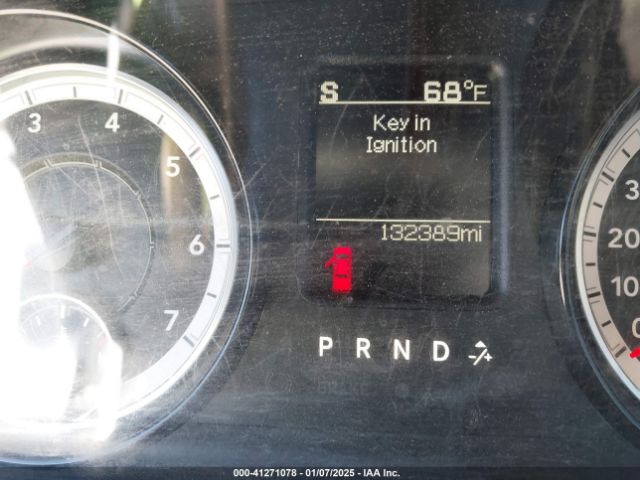 S 68°F
Key in
Ignition
132389mi
3 4 5 6 7
P R N D -/+
20
10
0
000-41271078 - 01/07/2025 - IAA Inc.